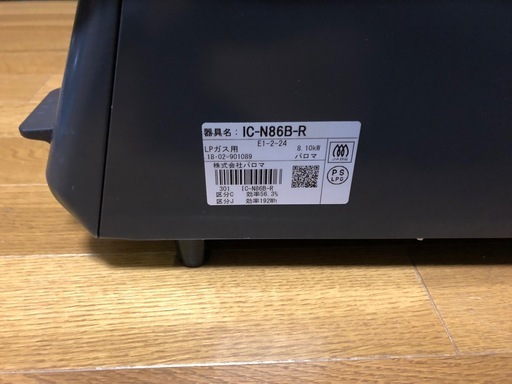 器具名: IC-N86B-R
E1-2-24
LPガス用 8.10kW
18·02-901089 パロマ
株式会社パロマ
301 IC-N86B-R
区分C 効率56.3%
区分J 効率192Wh
PS
LPG